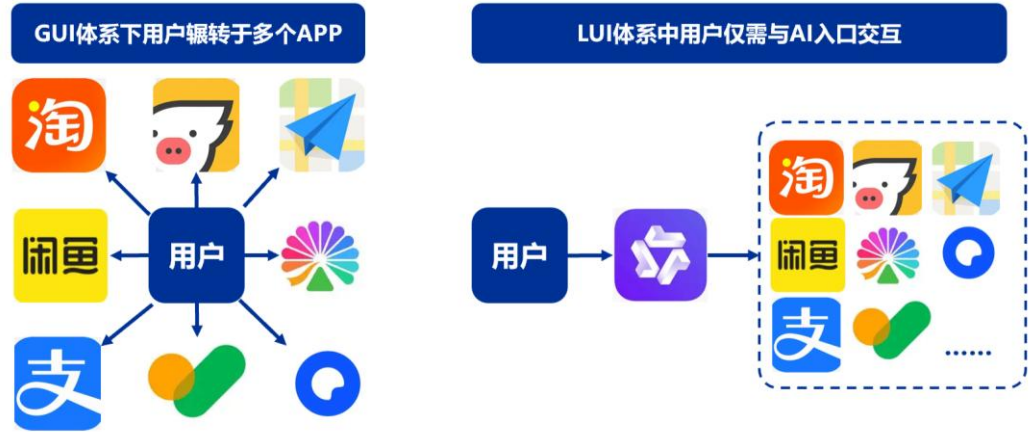 GUI体系下用户辗转于多个APP
LUI体系中用户仅需与AI入口交互
淘
闲鱼
用户
支
用户
淘
闲鱼
支
......